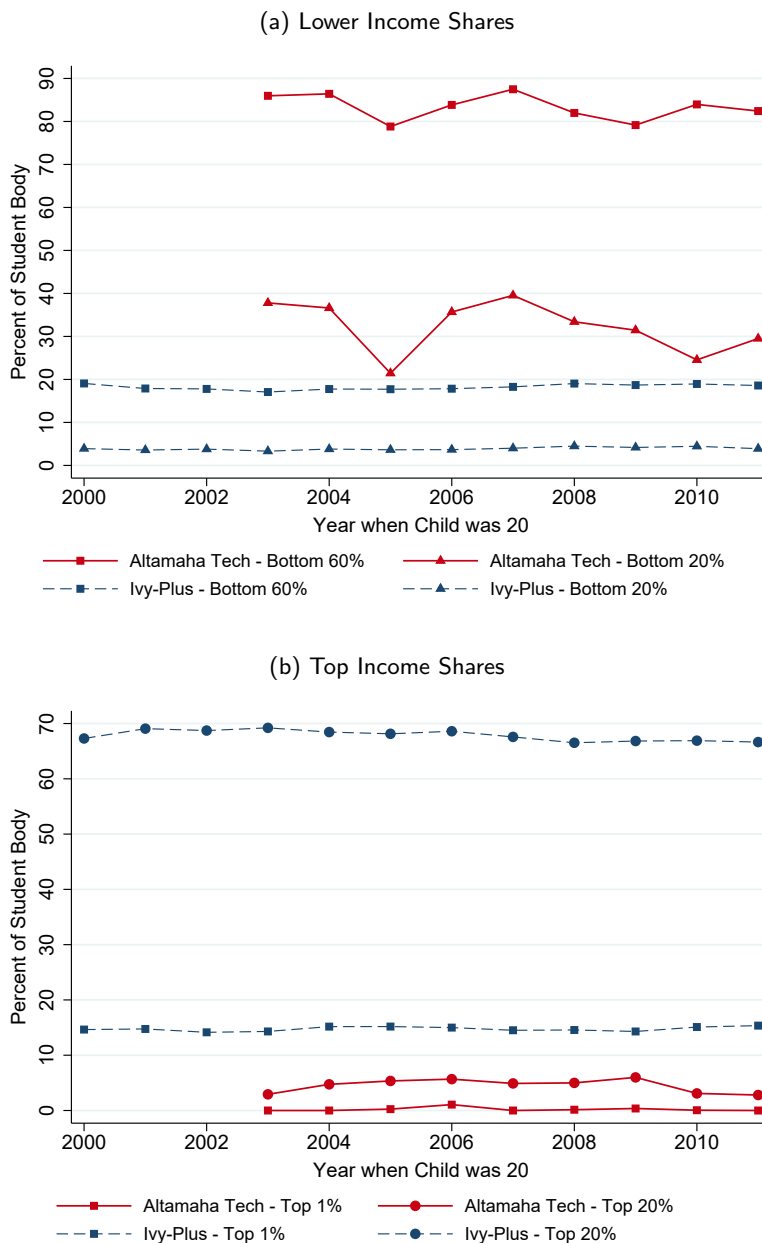 (a) Lower Income Shares
90
80
70
60
50
40
30
20
10
0
Percent of Student Body
2000 2002 2004 2006 2008 2010
Year when Child was 20
Altamaha Tech - Bottom 60% Altamaha Tech - Bottom 20%
Ivy-Plus - Bottom 60% Ivy-Plus - Bottom 20%
(b) Top Income Shares
70
60
50
40
30
20
10
0
Percent of Student Body
2000 2002 2004 2006 2008 2010
Year when Child was 20
Altamaha Tech - Top 1% Altamaha Tech - Top 20%
Ivy-Plus - Top 1% Ivy-Plus - Top 20%